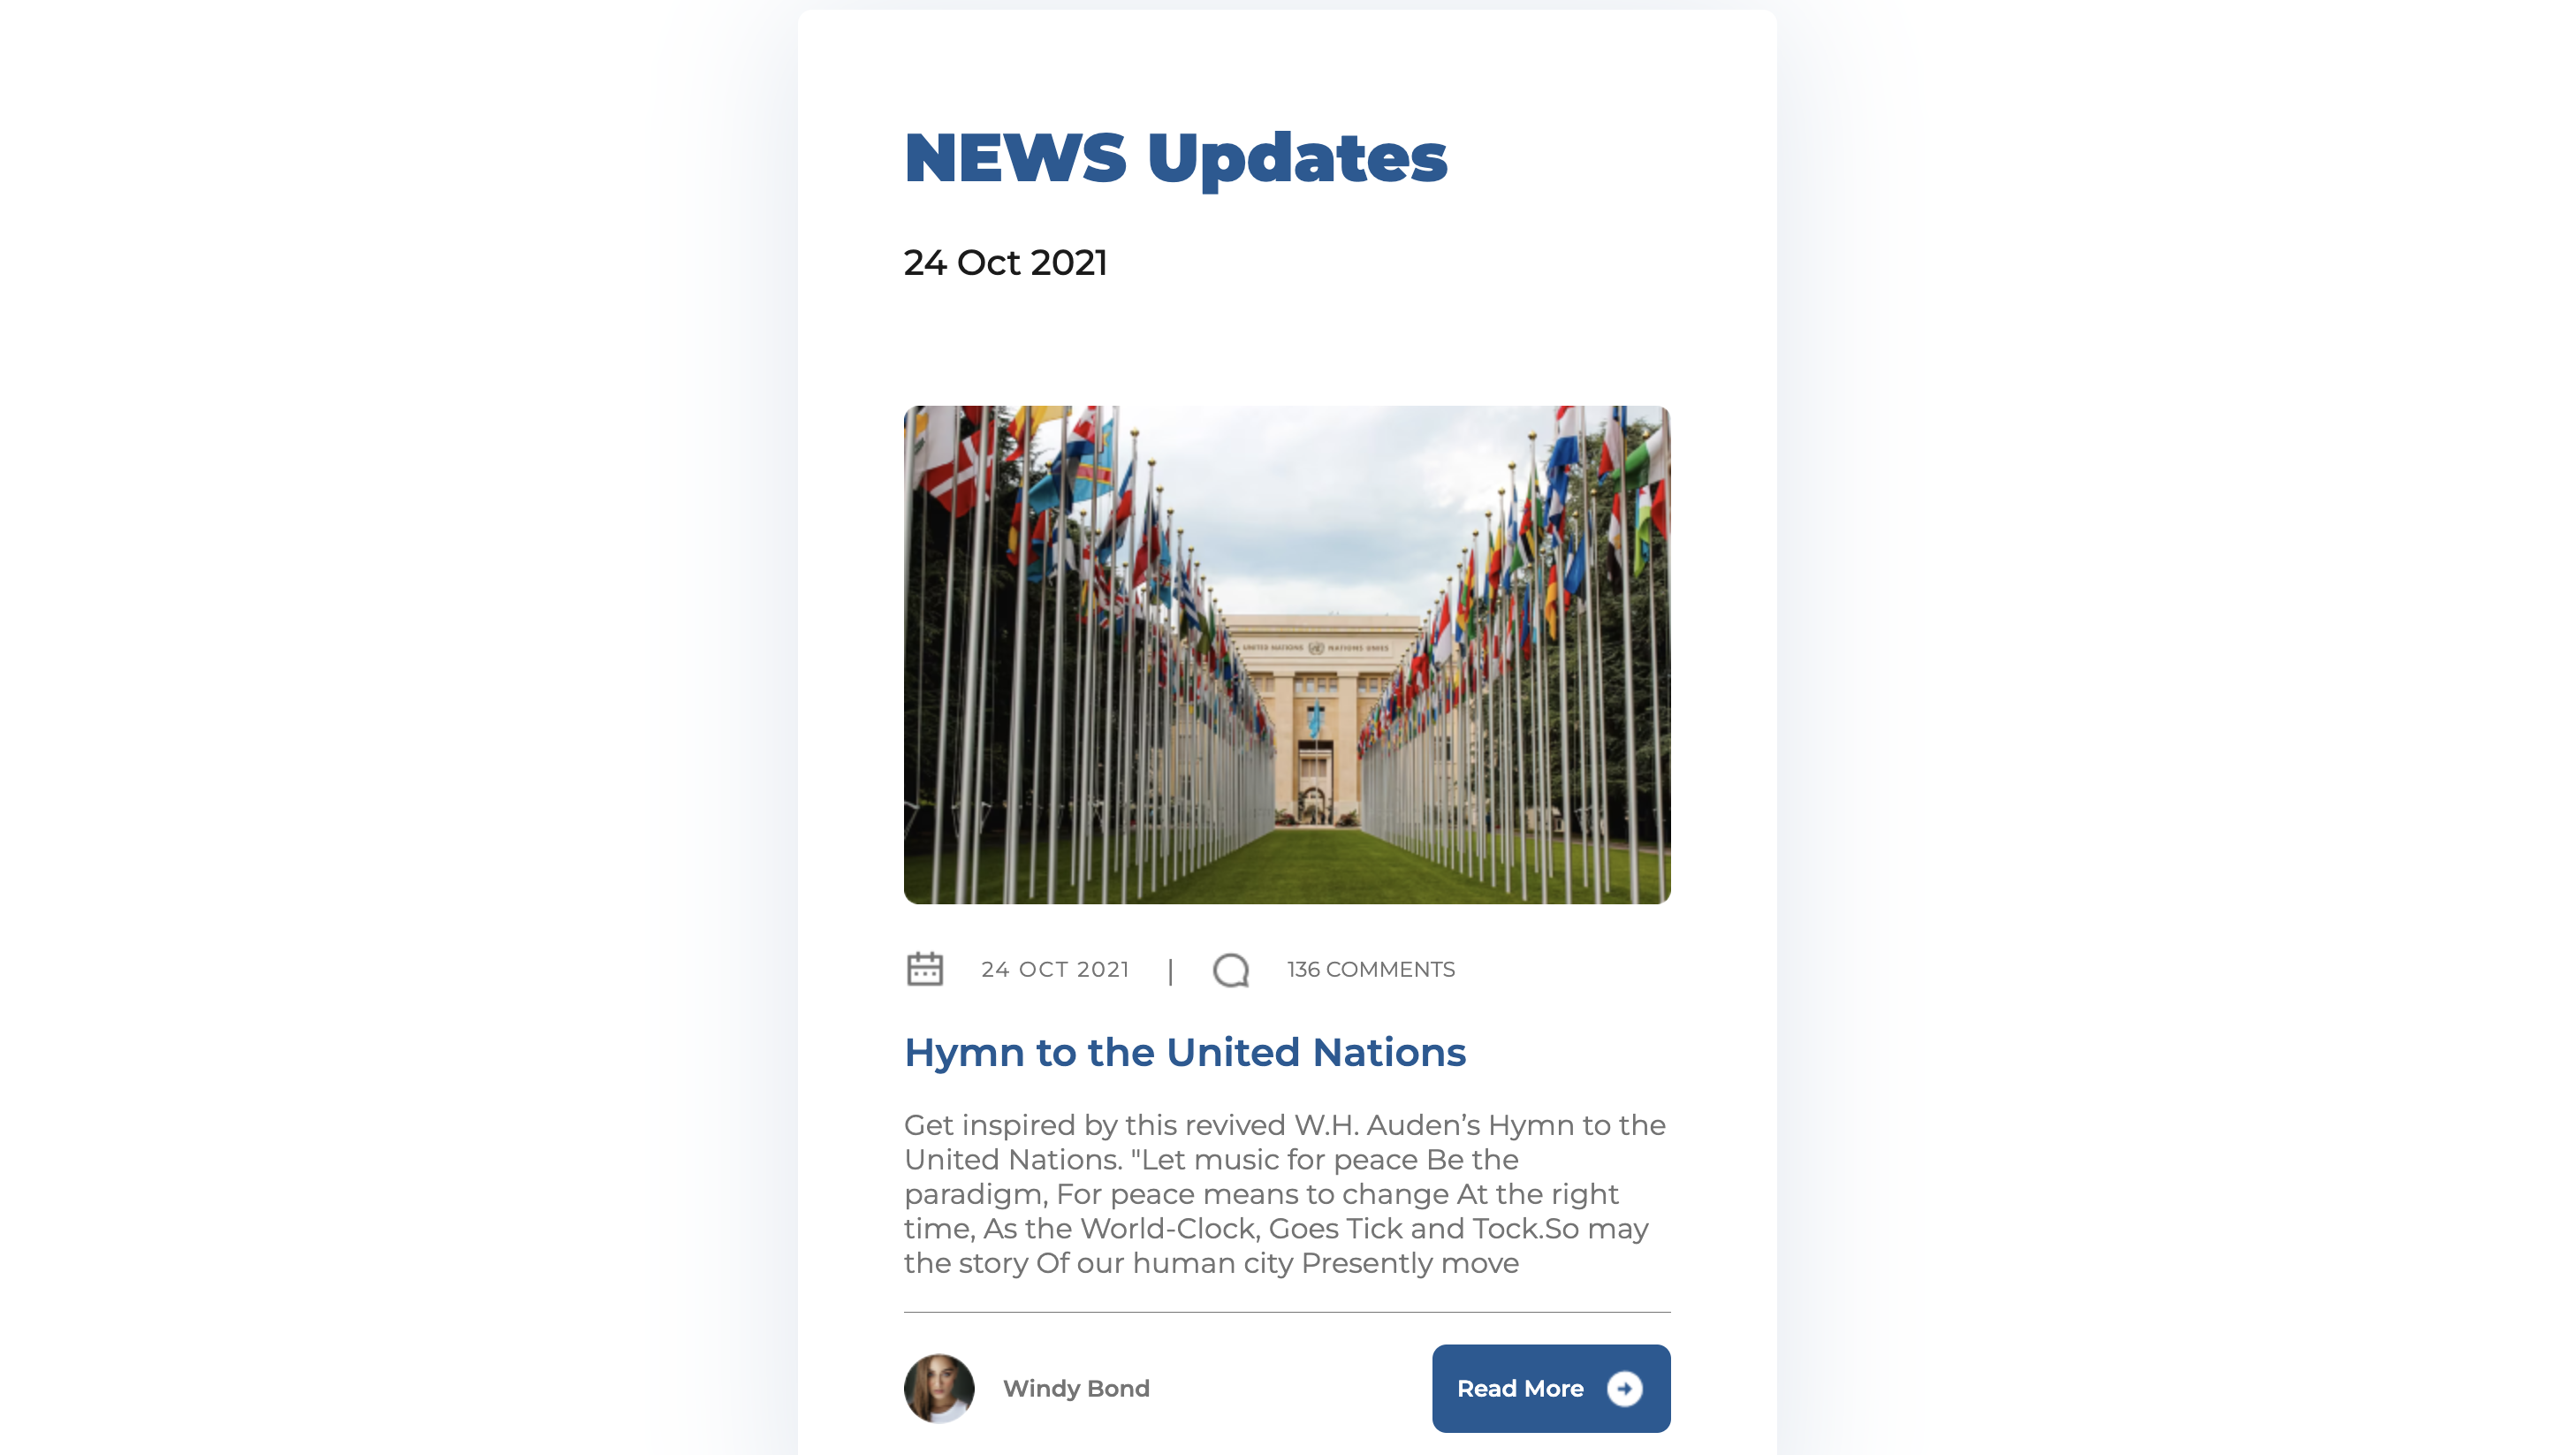 NEWS Updates
24 Oct 2021
UNITED NATIONS NATIONS UNIES
24 OCT 2021 | 136 COMMENTS
Hymn to the United Nations
Get inspired by this revived W.H. Auden’s Hymn to the
United Nations. "Let music for peace Be the
paradigm, For peace means to change At the right
time, As the World-Clock, Goes Tick and Tock.So may
the story Of our human city Presently move
Windy Bond
Read More